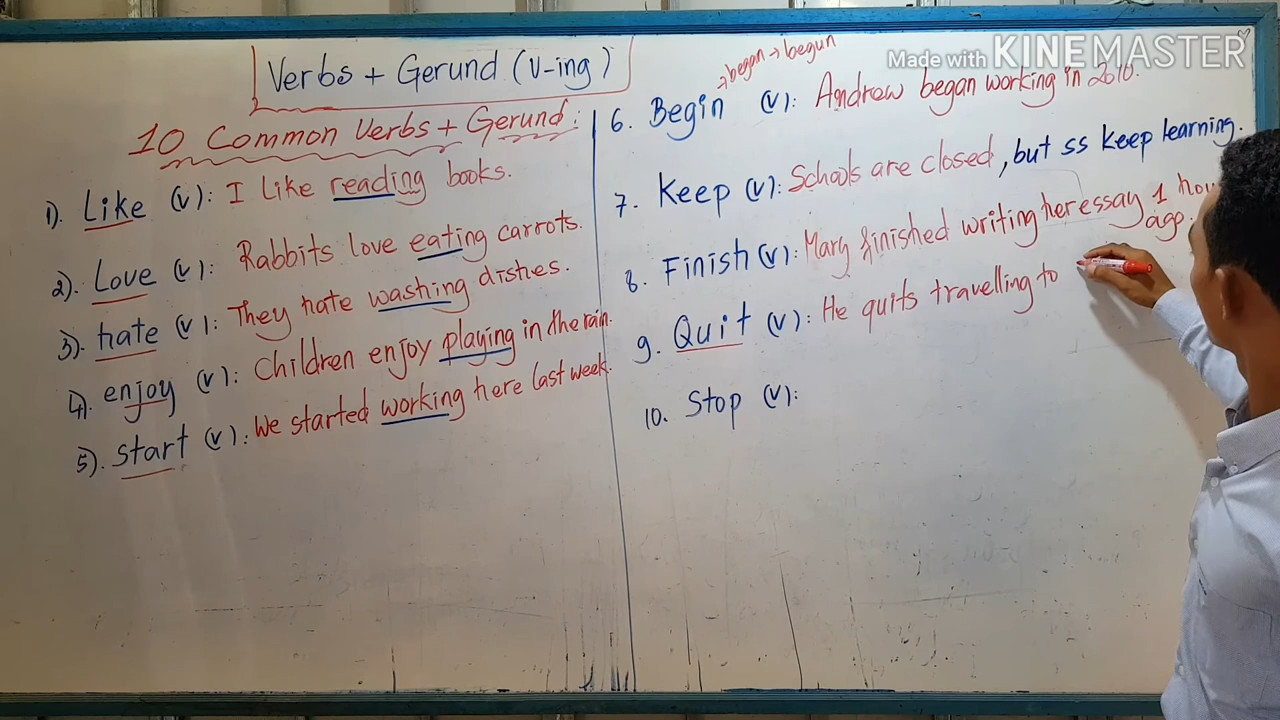 Verbs + Gerund (V-ing)
10 Common Verbs + Gerund:
1). Like (v): I like reading books.
2). Love (v): Rabbits love eating carrots.
3). hate (v): They hate washing dishes.
4). enjoy (v): Children enjoy playing in the rain.
5). start (v): We started working here last week.
→ began → begun
6. Begin (v): Andrew began working in 2010.
7. Keep (v): Schools are closed, but ss keep learning.
8. Finish (v): Mary finished writing her essay 1 hou
ago.
9. Quit (v): He quits travelling to
10. Stop (v):
Made with KINEMASTER